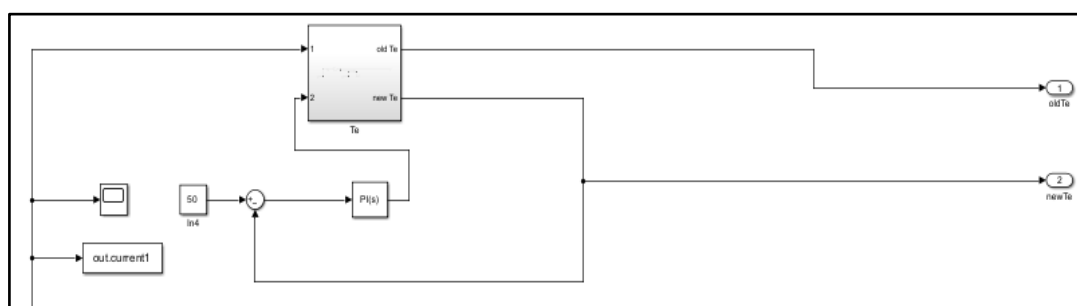 1
old Te
2
new Te
Te
1
oldTe
50
In4
+
-
PI(s)
2
newTe
out.current1